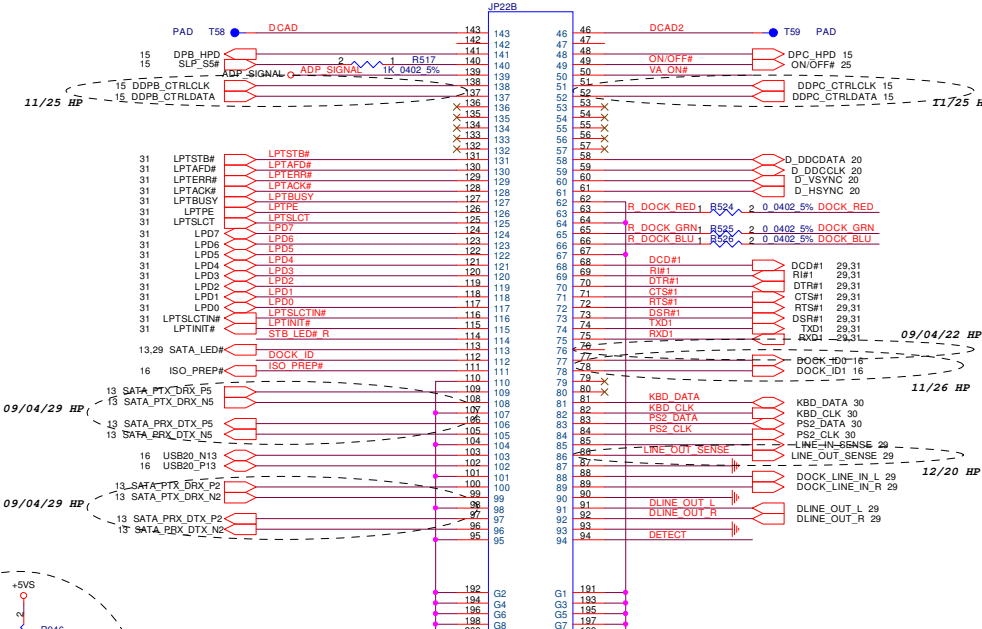 JP22B
PAD T58 DCAD 143 143 46 46 DCAD2 T59 PAD
142 142 47 47
15 DPB_HPD 141 141 48 48 DPC_HPD 15
15 SLP_S5# 2 1 R517 140 140 49 49 ON/OFF# ON/OFF# 25
ADP_SIGNAL ADP_SIGNAL 1K_0402_5% 139 139 50 50 VA_ON#
15 DDPB_CTRLCLK 138 138 51 51 DDPC_CTRLCLK 15
15 DDPB_CTRLDATA 137 137 52 52 DDPC_CTRLDATA 15
11/25 HP 136 136 53 53 11/25 H
135 135 54 54
134 134 55 55
133 133 56 56
132 132 57 57
31 LPTSTB# LPTSTB# 131 131 58 58 D_DDCDATA 20
31 LPTAFD# LPTAFD# 130 130 59 59 D_DDCCLK 20
31 LPTERR# LPTERR# 129 129 60 60 D_VSYNC 20
31 LPTACK# LPTACK# 128 128 61 61 D_HSYNC 20
31 LPTBUSY LPTBUSY 127 127 62 62
31 LPTPE LPTPE 126 126 63 63 R_DOCK_RED 1 R524 2 0_0402_5% DOCK_RED
31 LPTSLCT LPTSLCT 125 125 64 64
31 LPD7 LPD7 124 124 65 65 R_DOCK_GRN 1 R525 2 0_0402_5% DOCK_GRN
31 LPD6 LPD6 123 123 66 66 R_DOCK_BLU 1 R526 2 0_0402_5% DOCK_BLU
31 LPD5 LPD5 122 122 67 67
31 LPD4 LPD4 121 121 68 68 DCD#1 DCD#1 29,31
31 LPD3 LPD3 120 120 69 69 RI#1 RI#1 29,31
31 LPD2 LPD2 119 119 70 70 DTR#1 DTR#1 29,31
31 LPD1 LPD1 118 118 71 71 CTS#1 CTS#1 29,31
31 LPD0 LPD0 117 117 72 72 RTS#1 RTS#1 29,31
31 LPTSLCTIN# LPTSLCTIN# 116 116 73 73 DSR#1 DSR#1 29,31
31 LPTINIT# LPTINIT# 115 115 74 74 TXD1 TXD1 29,31
STB_LED#_R 114 114 75 75 RXD1 RXD1 29,31
09/04/22 HP
13,29 SATA_LED# 113 113 76 76
DOCK_ID 112 112 77 77 DOCK_ID0 16
16 ISO_PREP# ISO_PREP# 111 111 78 78 DOCK_ID1 16
110 110 79 79 11/26 HP
13 SATA_PTX_DRX_P5 109 109 80 80
13 SATA_PTX_DRX_N5 108 108 81 81 KBD_DATA KBD_DATA 30
09/04/29 HP 107 107 82 82 KBD_CLK KBD_CLK 30
13 SATA_PRX_DTX_P5 106 106 83 83 PS2_DATA PS2_DATA 30
13 SATA_PRX_DTX_N5 105 105 84 84 PS2_CLK PS2_CLK 30
104 104 85 85 LINE_IN_SENSE 29
16 USB20_N13 103 103 86 86 LINE_OUT_SENSE LINE_OUT_SENSE 29
16 USB20_P13 102 102 87 87
12/20 HP
101 101 88 88 DOCK_LINE_IN_L 29
13 SATA_PTX_DRX_P2 100 100 89 89 DOCK_LINE_IN_R 29
13 SATA_PTX_DRX_N2 99 99 90 90
09/04/29 HP 98 98 91 91 DLINE_OUT_L DLINE_OUT_L 29
13 SATA_PRX_DTX_P2 97 97 92 92 DLINE_OUT_R DLINE_OUT_R 29
13 SATA_PRX_DTX_N2 96 96 93 93
95 95 94 94 DETECT
+5VS
192 G2 G1 191
194 G4 G3 193
196 G6 G5 195
198 G8 G7 197
2